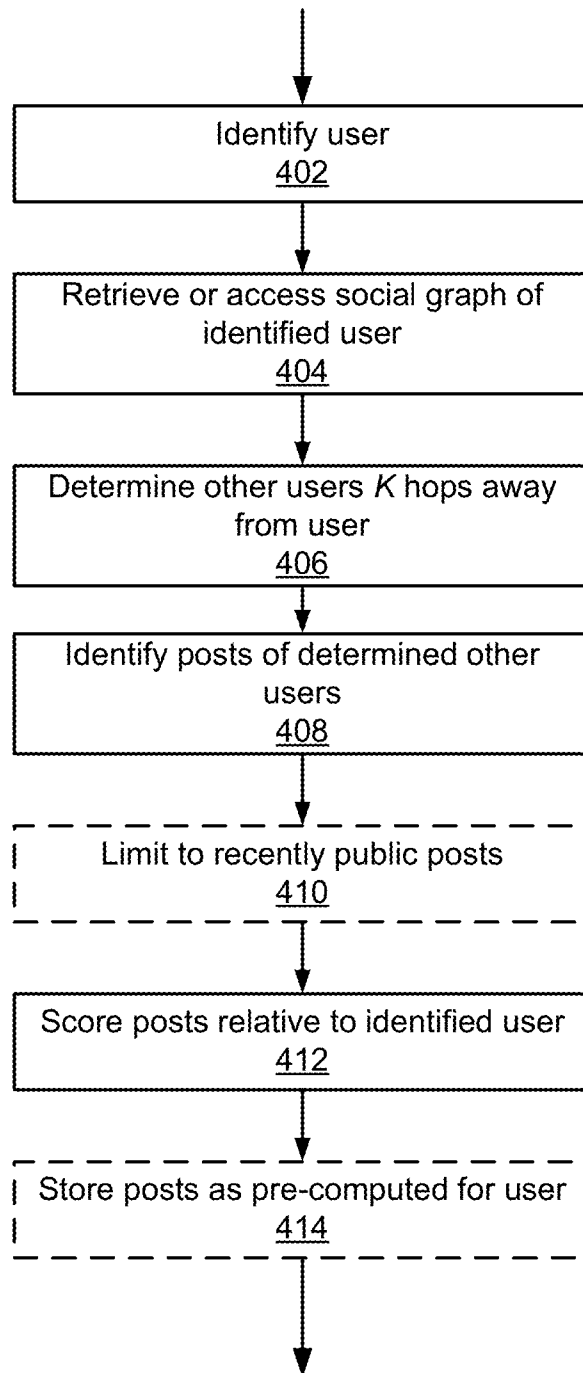 Identify user
402
Retrieve or access social graph of
identified user
404
Determine other users K hops away
from user
406
Identify posts of determined other
users
408
Limit to recently public posts
410
Score posts relative to identified user
412
Store posts as pre-computed for user
414